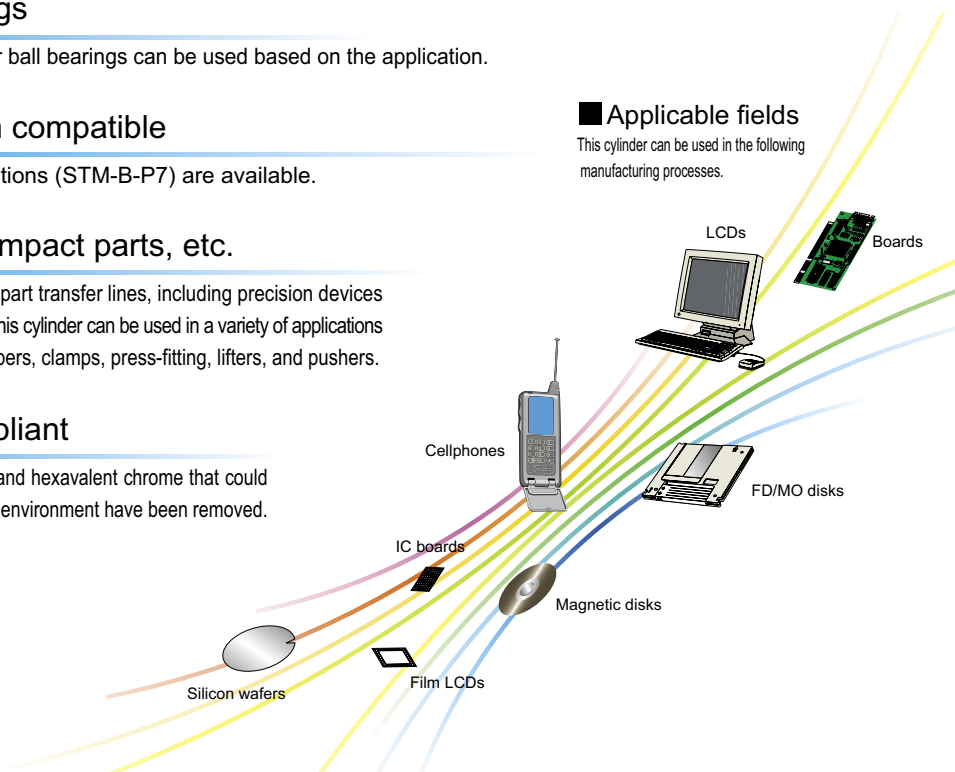 gs
ball bearings can be used based on the application.
compatible
tions (STM-B-P7) are available.
mpact parts, etc.
part transfer lines, including precision devices
his cylinder can be used in a variety of applications
pers, clamps, press-fitting, lifters, and pushers.
pliant
and hexavalent chrome that could
environment have been removed.
■ Applicable fields
This cylinder can be used in the following
manufacturing processes.
LCDs
Boards
Cellphones
FD/MO disks
IC boards
Magnetic disks
Film LCDs
Silicon wafers